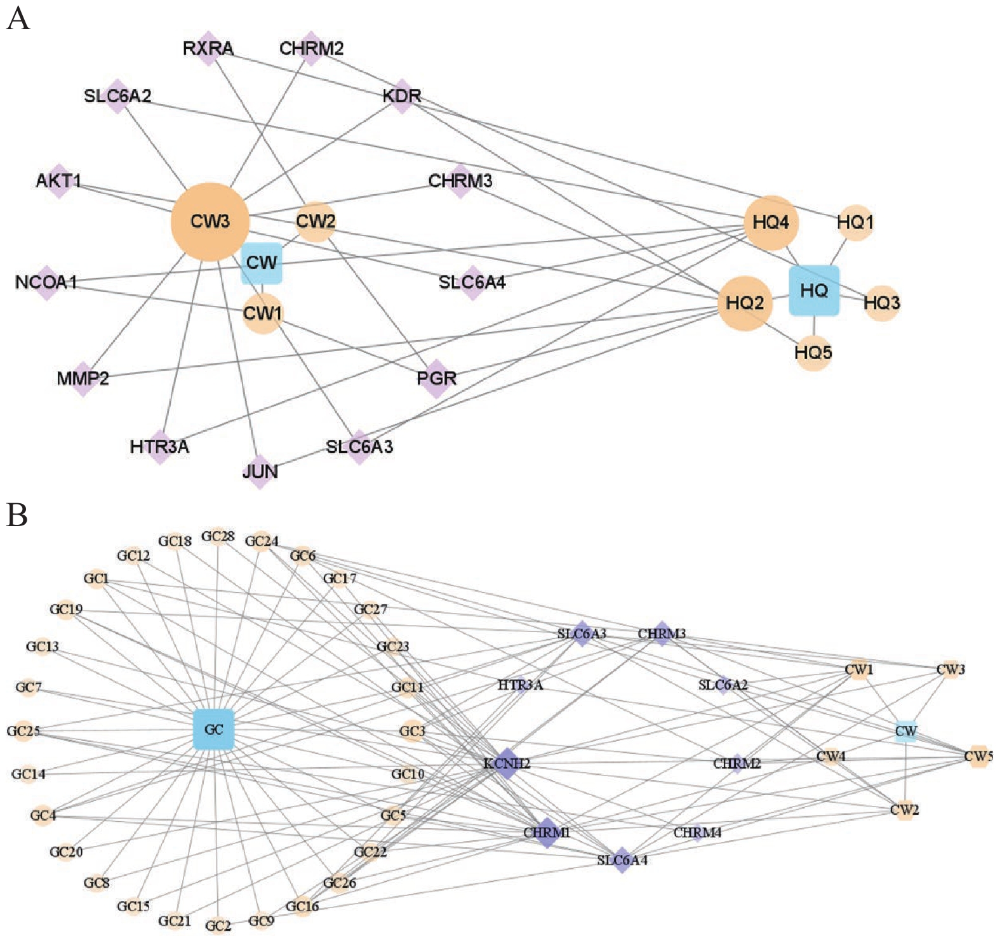 A
RXRA CHRM2
SLC6A2 KDR
AKT1 CHRM3
CW3 CW2 HQ4 HQ1
CW
NCOA1 SLC6A4 HQ
CW1 HQ2 HQ3
HQ5
MMP2 PGR
HTR3A SLC6A3
JUN
B
GC18 GC28 GC24
GC12 GC6
GC1 GC17
GC19 GC27
SLC6A3 CHRM3
GC13 GC23
CW1 CW3
GC7 GC11 HTR3A SLC6A2
GC25 GC GC3 CW
KCNH2 CHRM2 CW4 CW5
GC14 GC10
GC4 GC5 CW2
CHRM1 CHRM4
GC20 GC22 SLC6A4
GC8 GC26
GC15 GC16
GC21 GC2 GC9